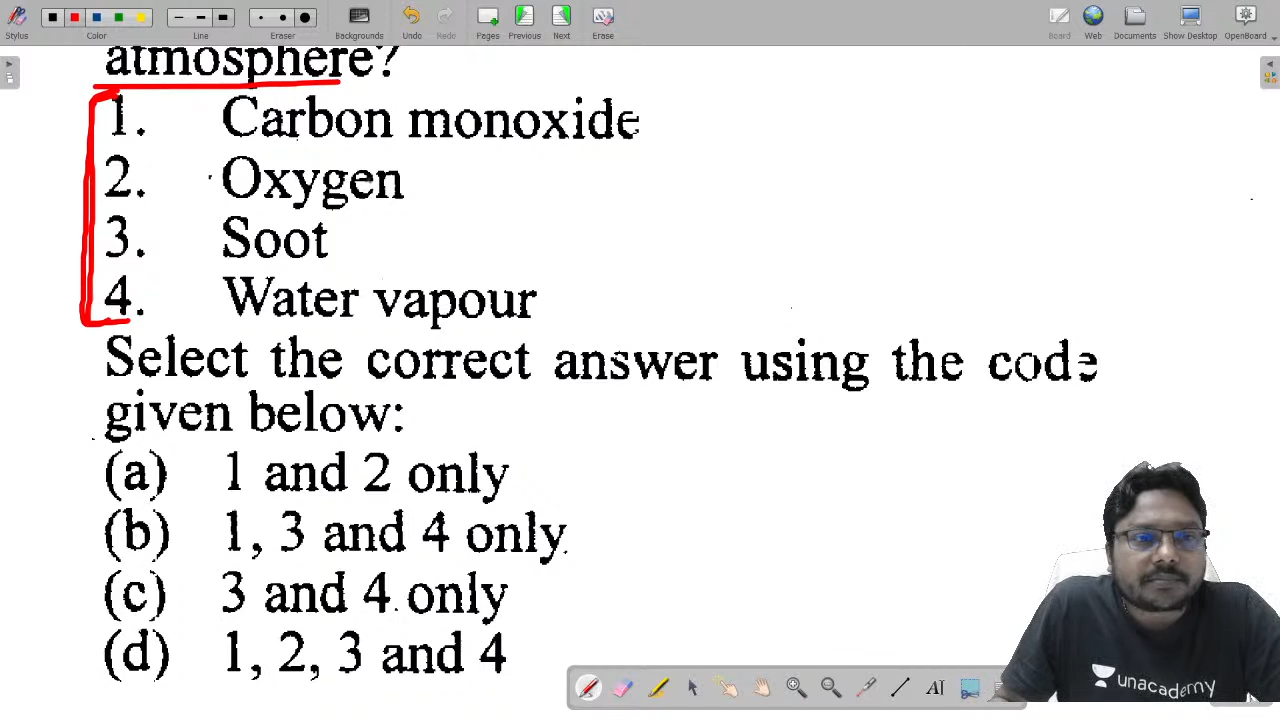 Stylus
Color
Line
Eraser
Backgrounds
Undo
Redo
Pages
Previous
Next
Erase
Board
Web
Documents
Show Desktop
OpenBoard
atmosphere?
1. Carbon monoxide
2. Oxygen
3. Soot
4. Water vapour
Select the correct answer using the code
given below:
(a) 1 and 2 only
(b) 1, 3 and 4 only
(c) 3 and 4 only
(d) 1, 2, 3 and 4
AI
unacademy